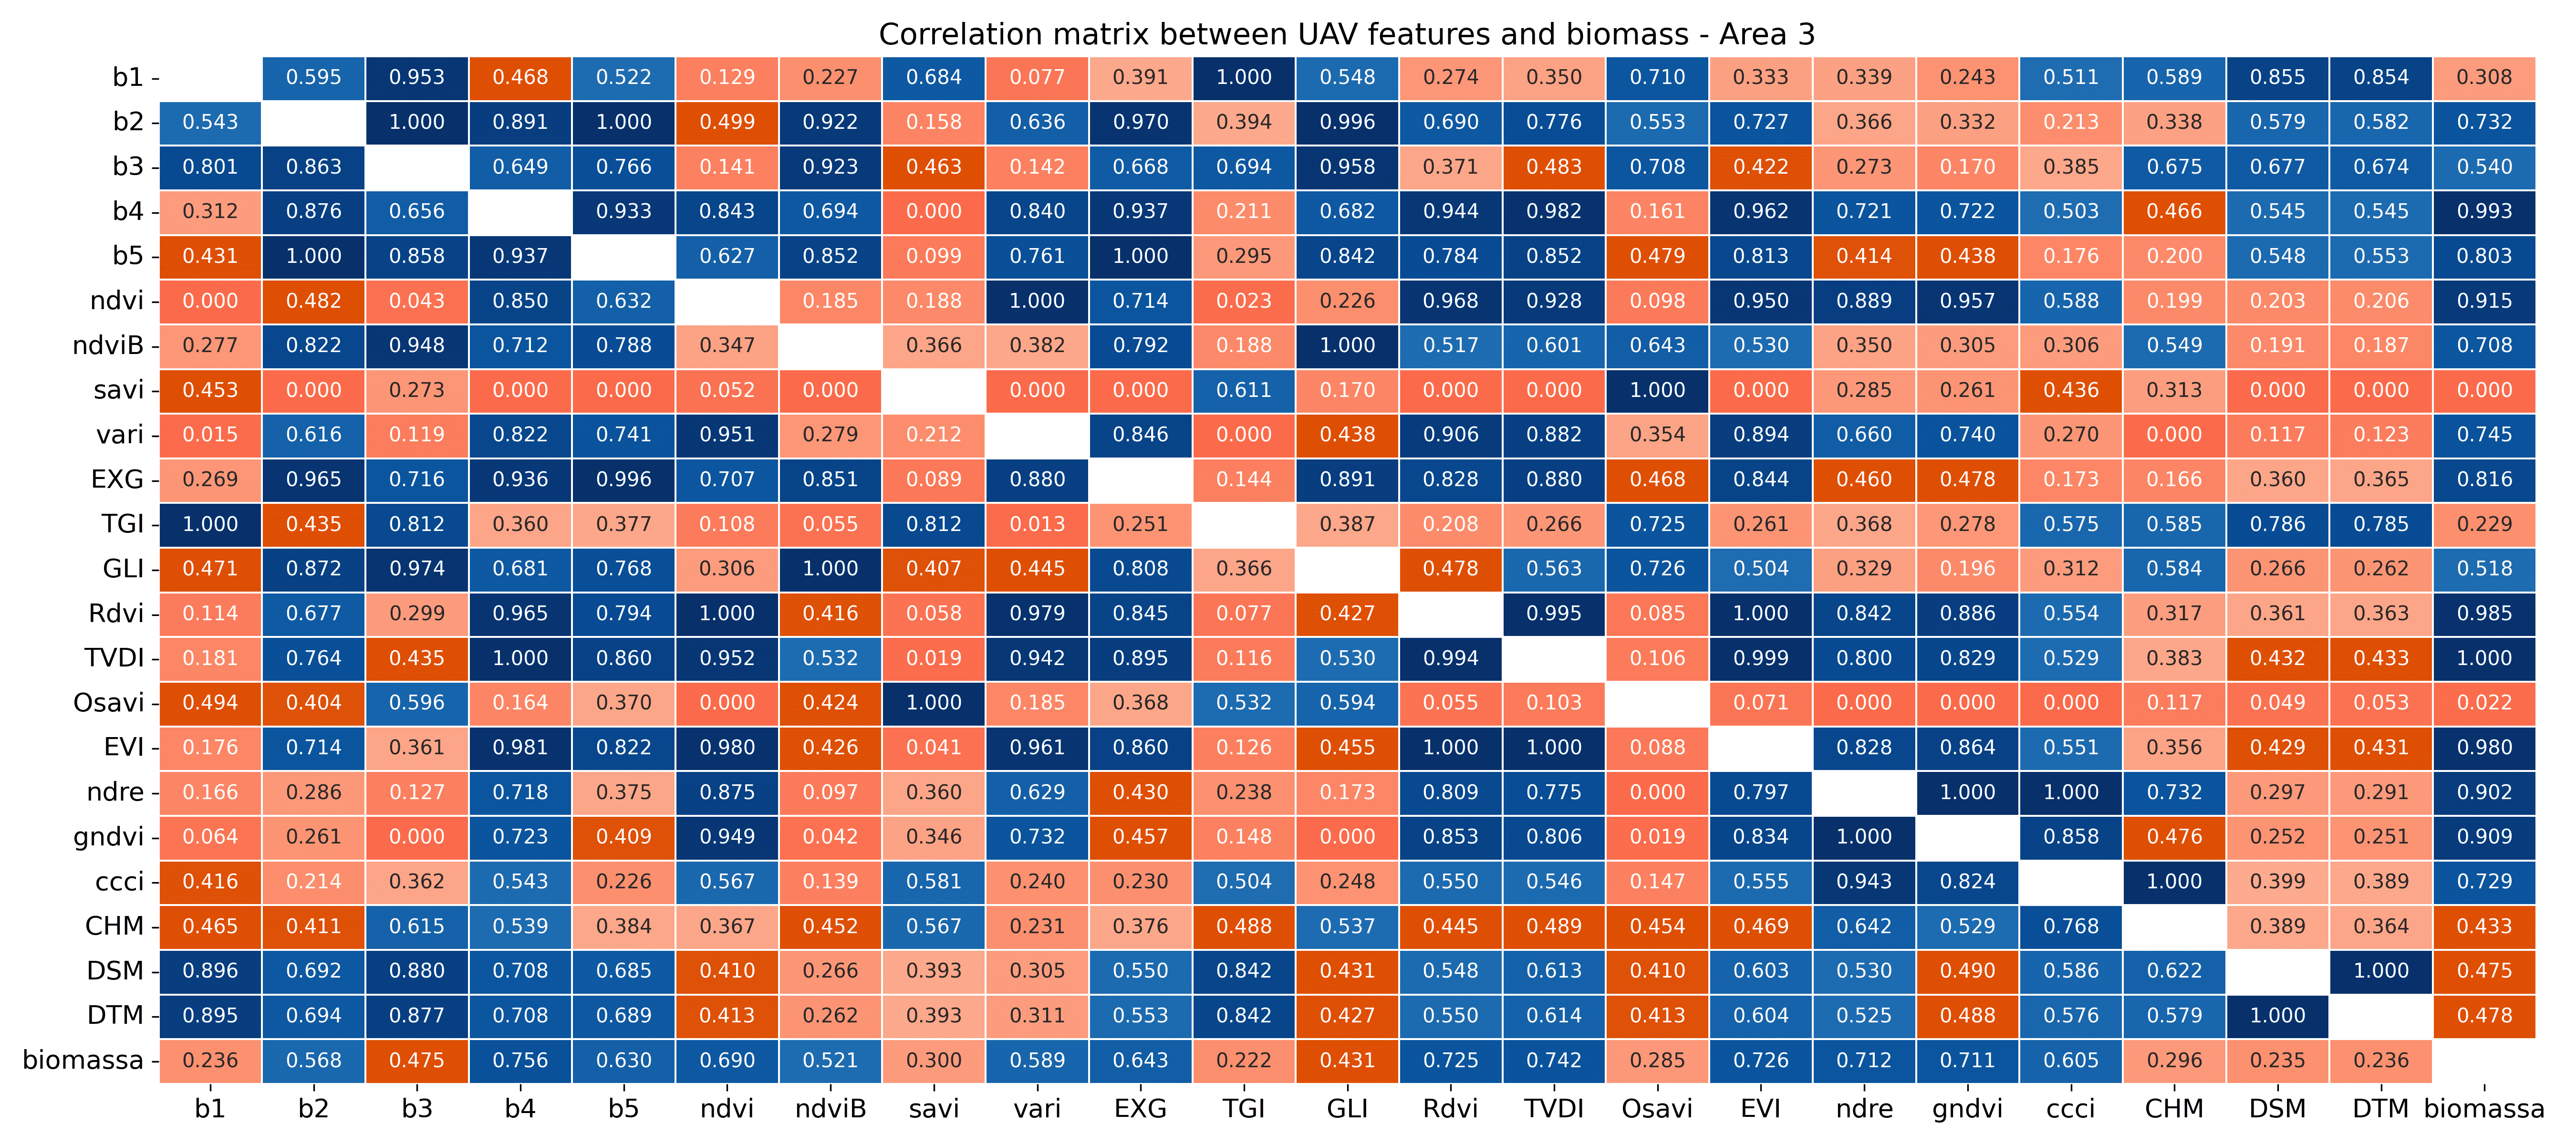 Correlation matrix between UAV features and biomass - Area 3
b1 0.595 0.953 0.468 0.522 0.129 0.227 0.684 0.077 0.391 1.000 0.548 0.274 0.350 0.710 0.333 0.339 0.243 0.511 0.589 0.855 0.854 0.308
b2 0.543 1.000 0.891 1.000 0.499 0.922 0.158 0.636 0.970 0.394 0.996 0.690 0.776 0.553 0.727 0.366 0.332 0.213 0.338 0.579 0.582 0.732
b3 0.801 0.863 0.649 0.766 0.141 0.923 0.463 0.142 0.668 0.694 0.958 0.371 0.483 0.708 0.422 0.273 0.170 0.385 0.675 0.677 0.674 0.540
b4 0.312 0.876 0.656 0.933 0.843 0.694 0.000 0.840 0.937 0.211 0.682 0.944 0.982 0.161 0.962 0.721 0.722 0.503 0.466 0.545 0.545 0.993
b5 0.431 1.000 0.858 0.937 0.627 0.852 0.099 0.761 1.000 0.295 0.842 0.784 0.852 0.479 0.813 0.414 0.438 0.176 0.200 0.548 0.553 0.803
ndvi 0.000 0.482 0.043 0.850 0.632 0.185 0.188 1.000 0.714 0.023 0.226 0.968 0.928 0.098 0.950 0.889 0.957 0.588 0.199 0.203 0.206 0.915
ndviB 0.277 0.822 0.948 0.712 0.788 0.347 0.366 0.382 0.792 0.188 1.000 0.517 0.601 0.643 0.530 0.350 0.305 0.306 0.549 0.191 0.187 0.708
savi 0.453 0.000 0.273 0.000 0.000 0.052 0.000 0.000 0.000 0.611 0.170 0.000 0.000 1.000 0.000 0.285 0.261 0.436 0.313 0.000 0.000 0.000
vari 0.015 0.616 0.119 0.822 0.741 0.951 0.279 0.212 0.846 0.000 0.438 0.906 0.882 0.354 0.894 0.660 0.740 0.270 0.000 0.117 0.123 0.745
EXG 0.269 0.965 0.716 0.936 0.996 0.707 0.851 0.089 0.880 0.144 0.891 0.828 0.880 0.468 0.844 0.460 0.478 0.173 0.166 0.360 0.365 0.816
TGI 1.000 0.435 0.812 0.360 0.377 0.108 0.055 0.812 0.013 0.251 0.387 0.208 0.266 0.725 0.261 0.368 0.278 0.575 0.585 0.786 0.785 0.229
GLI 0.471 0.872 0.974 0.681 0.768 0.306 1.000 0.407 0.445 0.808 0.366 0.478 0.563 0.726 0.504 0.329 0.196 0.312 0.584 0.266 0.262 0.518
Rdvi 0.114 0.677 0.299 0.965 0.794 1.000 0.416 0.058 0.979 0.845 0.077 0.427 0.995 0.085 1.000 0.842 0.886 0.554 0.317 0.361 0.363 0.985
TVDI 0.181 0.764 0.435 1.000 0.860 0.952 0.532 0.019 0.942 0.895 0.116 0.530 0.994 0.106 0.999 0.800 0.829 0.529 0.383 0.432 0.433 1.000
Osavi 0.494 0.404 0.596 0.164 0.370 0.000 0.424 1.000 0.185 0.368 0.532 0.594 0.055 0.103 0.071 0.000 0.000 0.000 0.117 0.049 0.053 0.022
EVI 0.176 0.714 0.361 0.981 0.822 0.980 0.426 0.041 0.961 0.860 0.126 0.455 1.000 1.000 0.088 0.828 0.864 0.551 0.356 0.429 0.431 0.980
ndre 0.166 0.286 0.127 0.718 0.375 0.875 0.097 0.360 0.629 0.430 0.238 0.173 0.809 0.775 0.000 0.797 1.000 1.000 0.732 0.297 0.291 0.902
gndvi 0.064 0.261 0.000 0.723 0.409 0.949 0.042 0.346 0.732 0.457 0.148 0.000 0.853 0.806 0.019 0.834 1.000 0.858 0.476 0.252 0.251 0.909
ccci 0.416 0.214 0.362 0.543 0.226 0.567 0.139 0.581 0.240 0.230 0.504 0.248 0.550 0.546 0.147 0.555 0.943 0.824 1.000 0.399 0.389 0.729
CHM 0.465 0.411 0.615 0.539 0.384 0.367 0.452 0.567 0.231 0.376 0.488 0.537 0.445 0.489 0.454 0.469 0.642 0.529 0.768 0.389 0.364 0.433
DSM 0.896 0.692 0.880 0.708 0.685 0.410 0.266 0.393 0.305 0.550 0.842 0.431 0.548 0.613 0.410 0.603 0.530 0.490 0.586 0.622 1.000 0.475
DTM 0.895 0.694 0.877 0.708 0.689 0.413 0.262 0.393 0.311 0.553 0.842 0.427 0.550 0.614 0.413 0.604 0.525 0.488 0.576 0.579 1.000 0.478
biomassa 0.236 0.568 0.475 0.756 0.630 0.690 0.521 0.300 0.589 0.643 0.222 0.431 0.725 0.742 0.285 0.726 0.712 0.711 0.605 0.296 0.235 0.236
b1 b2 b3 b4 b5 ndvi ndviB savi vari EXG TGI GLI Rdvi TVDI Osavi EVI ndre gndvi ccci CHM DSM DTM biomassa